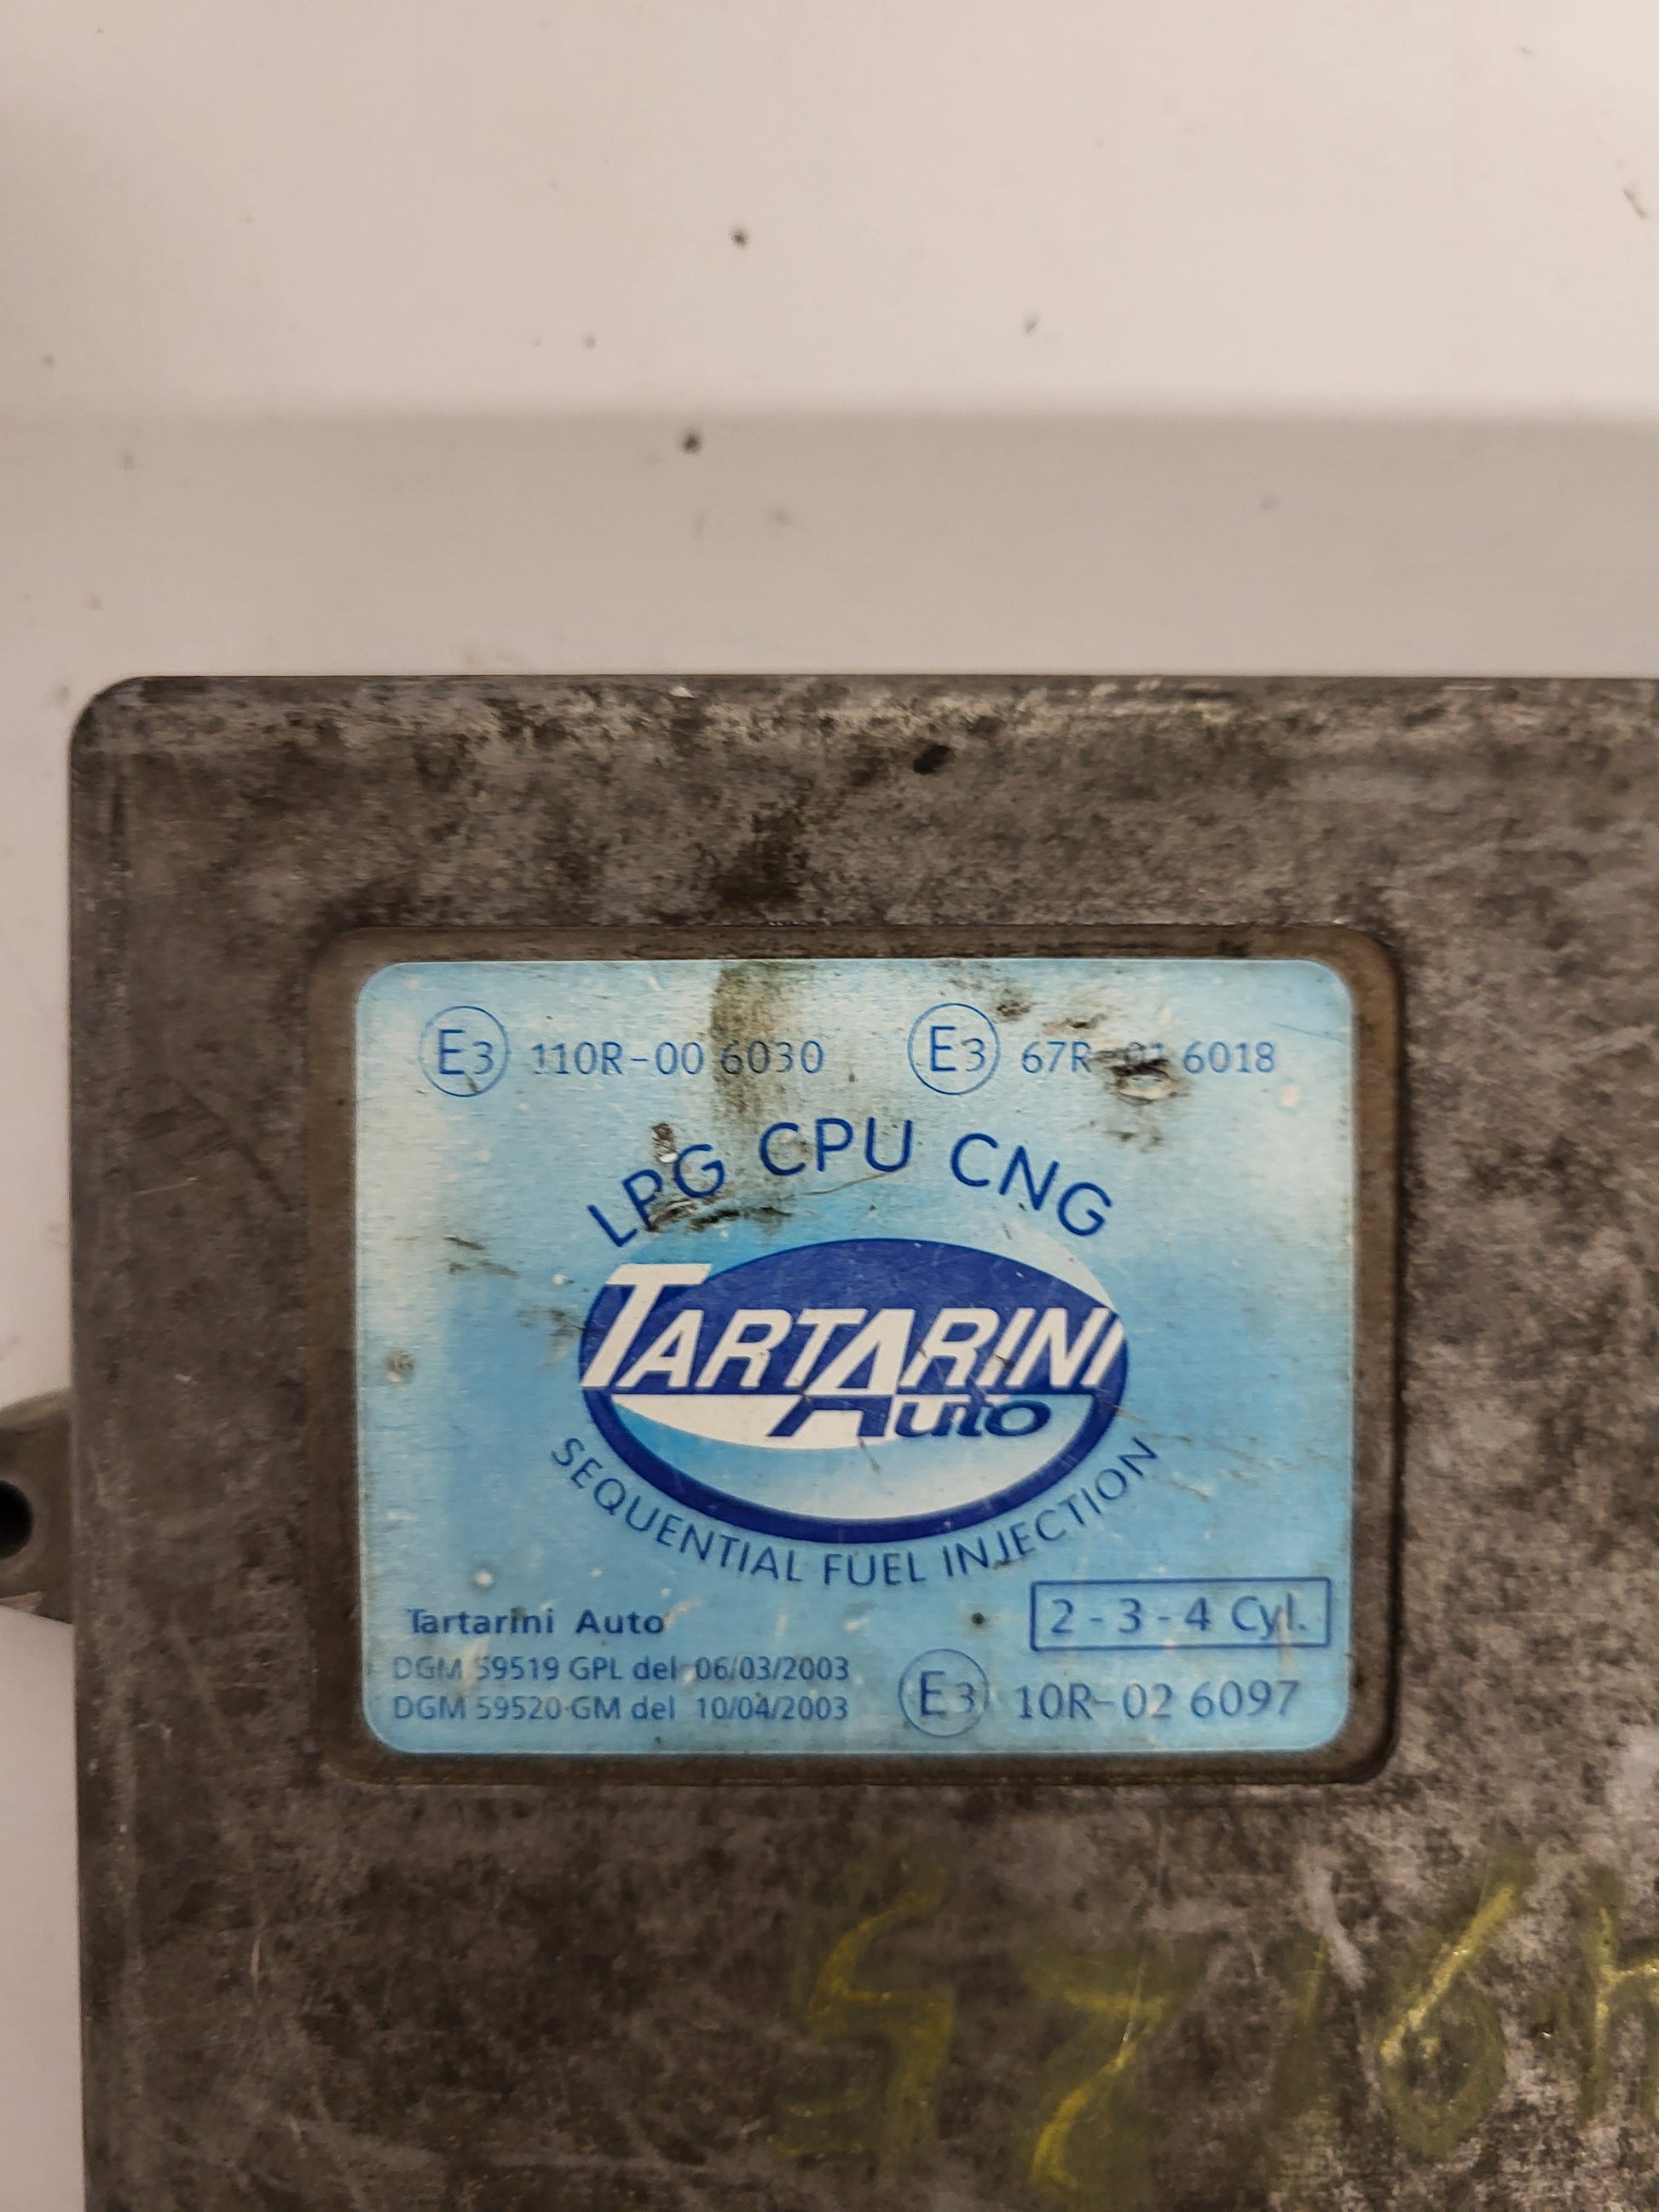 E3 110R-00 6030 E3 67R-01 6018
LPG CPU CNG
TARTARINI
Auto
SEQUENTIAL FUEL INJECTION
2 - 3 - 4 Cyl.
Tartarini Auto
DGM 59519 GPL del 06/03/2003
DGM 59520 GM del 10/04/2003
E3 10R-02 6097